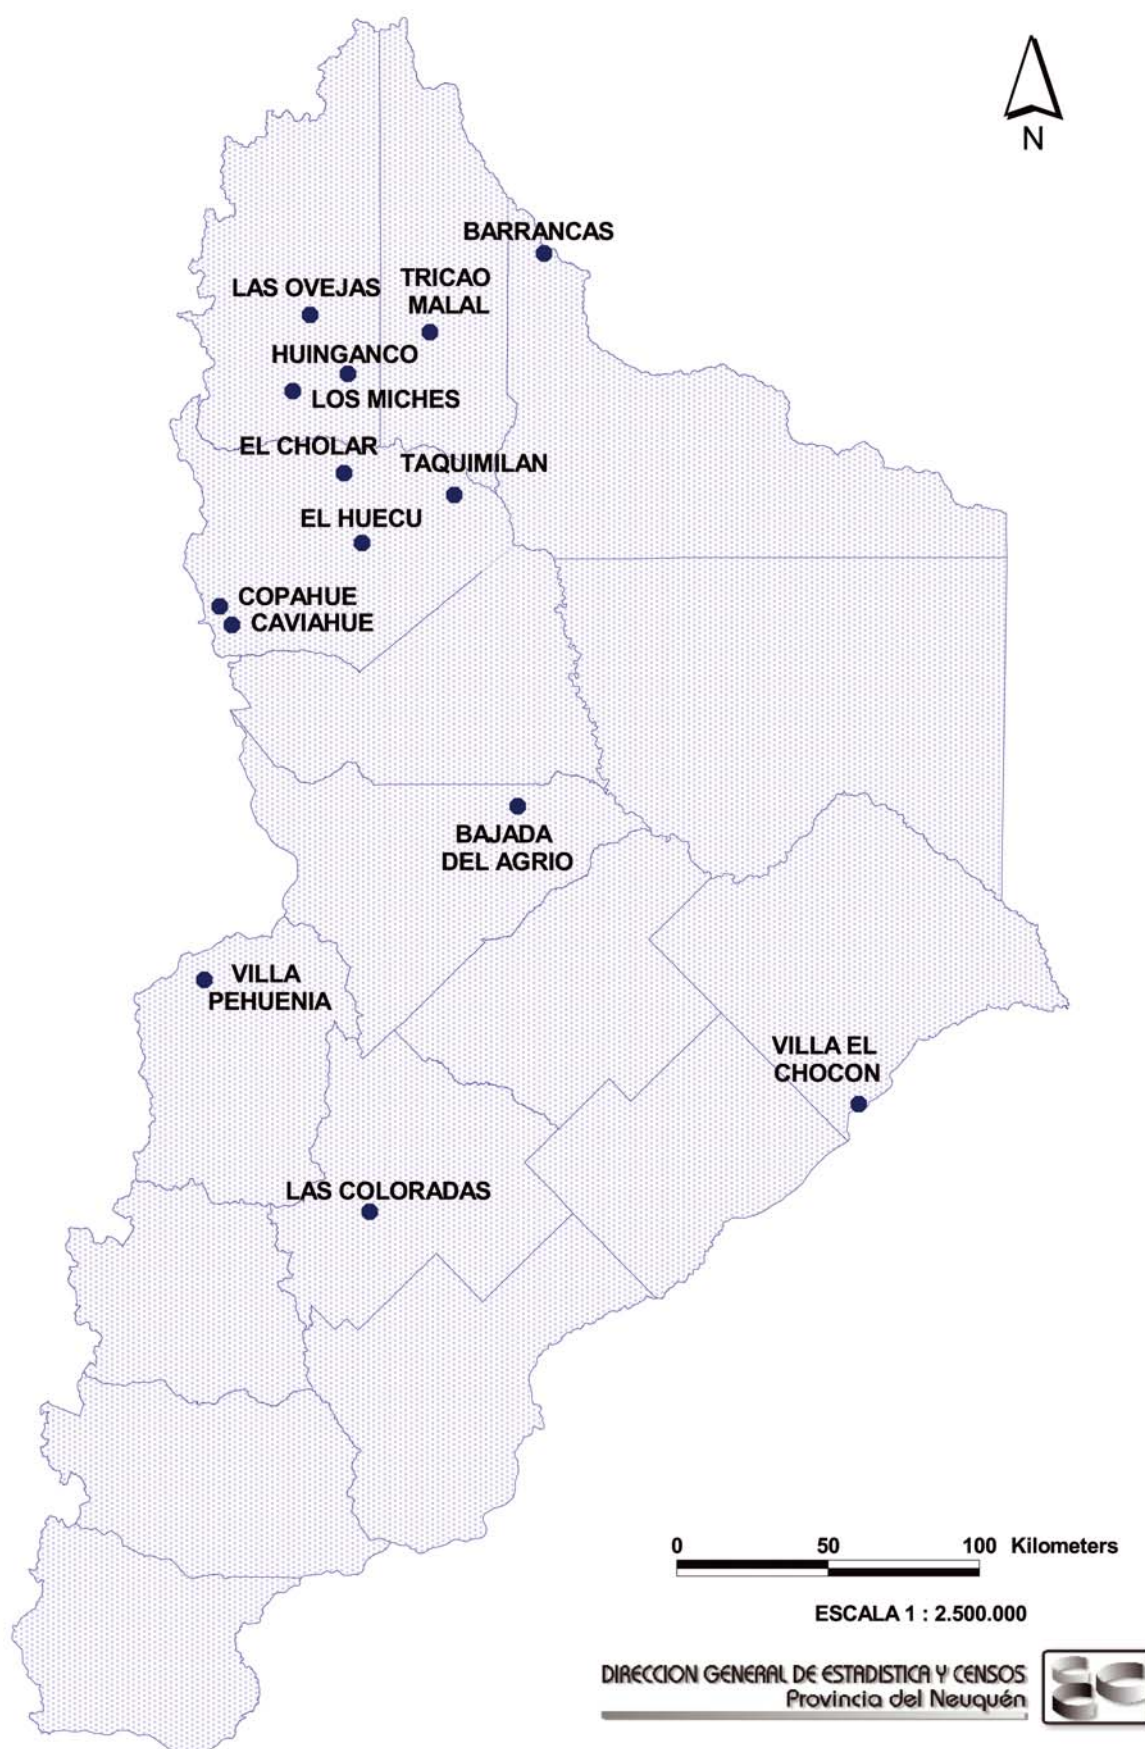 N
BARRANCAS
TRICAO
MALAL
LAS OVEJAS
HUINGANCO
LOS MICHES
EL CHOLAR
TAQUIMILAN
EL HUECU
COPAHUE
CAVIAHUE
BAJADA
DEL AGRIO
VILLA
PEHUENIA
VILLA EL
CHOCON
LAS COLORADAS
0 50 100 Kilometers
ESCALA 1 : 2.500.000
DIRECCION GENERAL DE ESTADISTICA Y CENSOS
Provincia del Neuquén